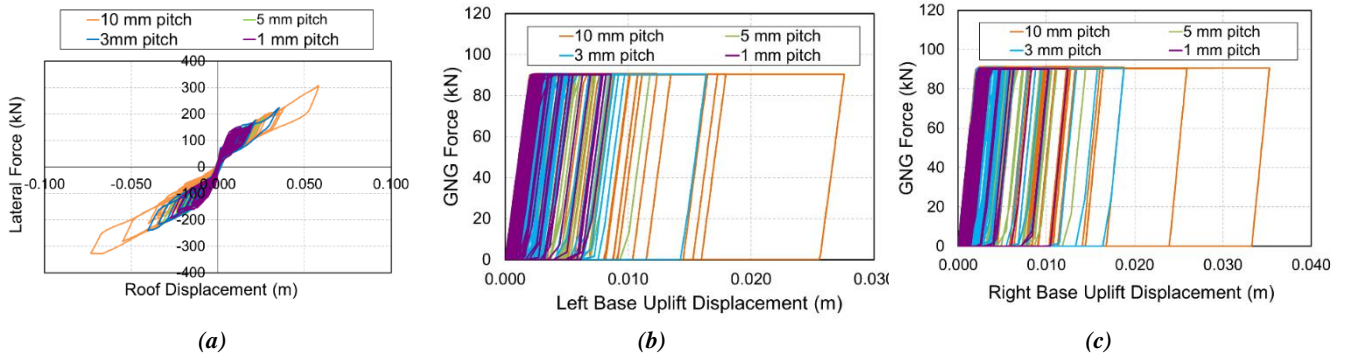 10 mm pitch
5 mm pitch
3mm pitch
1 mm pitch
400
300
200
100
0
-100
-200
-300
-400
-0.100
-0.050
0.000
0.050
0.100
Lateral Force (kN)
Roof Displacement (m)
(a)
120
100
80
60
40
20
0
10 mm pitch
5 mm pitch
3 mm pitch
1 mm pitch
GNG Force (kN)
0.000
0.010
0.020
0.030
Left Base Uplift Displacement (m)
(b)
120
100
80
60
40
20
0
10 mm pitch
5 mm pitch
3 mm pitch
1 mm pitch
GNG Force (kN)
0.000
0.010
0.020
0.030
0.040
Right Base Uplift Displacement (m)
(c)